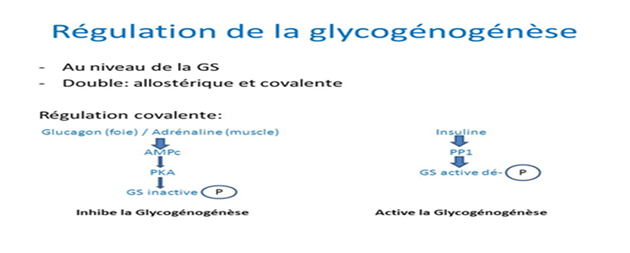 Régulation de la glycogénogénèse
- Au niveau de la GS
- Double: allostérique et covalente
Régulation covalente:
Glucagon (foie) / Adrénaline (muscle)
AMPc
PKA
GS inactive P
Inhibe la Glycogénogénèse
Insuline
PP1
GS active dé- P
Active la Glycogénogénèse